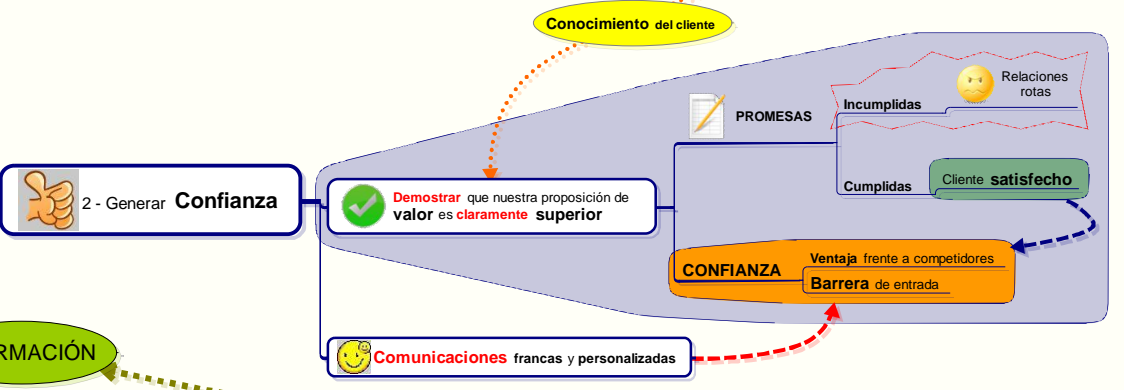 Conocimiento del cliente
Relaciones
rotas
Incumplidas
PROMESAS
Cumplidas
Cliente satisfecho
2 - Generar Confianza
Demostrar que nuestra proposición de
valor es claramente superior
CONFIANZA
Ventaja frente a competidores
Barrera de entrada
Comunicaciones francas y personalizadas
RMACIÓN